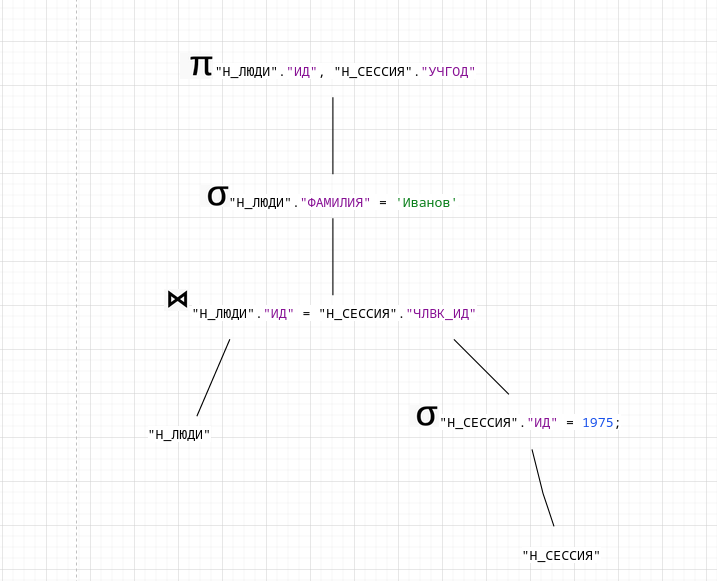 π "Н_ЛЮДИ"."ИД", "Н_СЕССИЯ"."УЧГОД"
σ "Н_ЛЮДИ"."ФАМИЛИЯ" = 'Иванов'
⋈ "Н_ЛЮДИ"."ИД" = "Н_СЕССИЯ"."ЧЛВК_ИД"
σ "Н_СЕССИЯ"."ИД" = 1975;
"Н_ЛЮДИ"
"Н_СЕССИЯ"